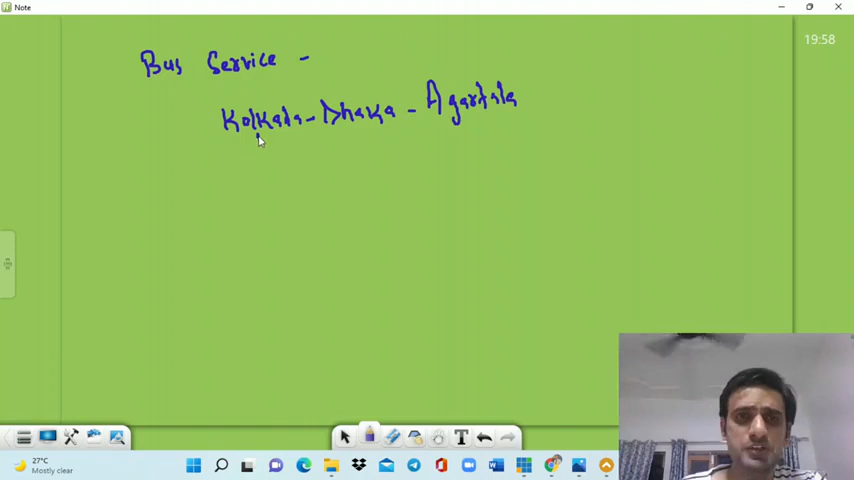 Note
19:58
Bus Service -
Kolkata - Dhaka - Agartala
27°C
Mostly clear